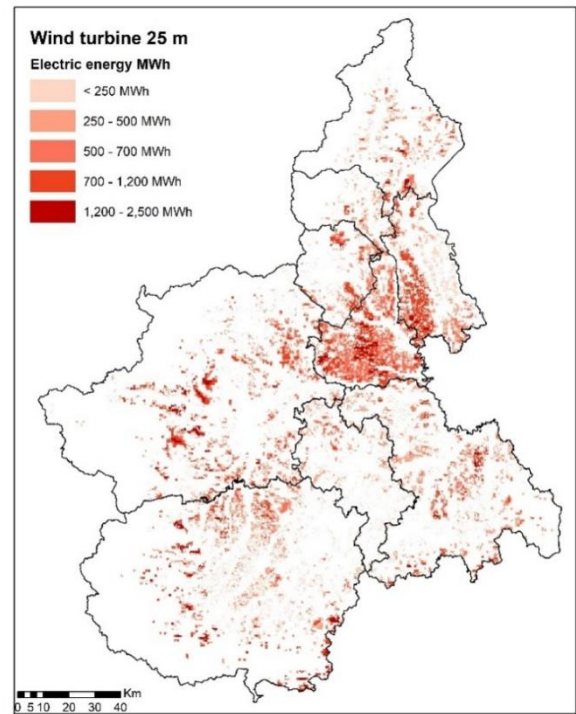 Wind turbine 25 m
Electric energy MWh
< 250 MWh
250 - 500 MWh
500 - 700 MWh
700 - 1,200 MWh
1,200 - 2,500 MWh
Km
0 5 10 20 30 40